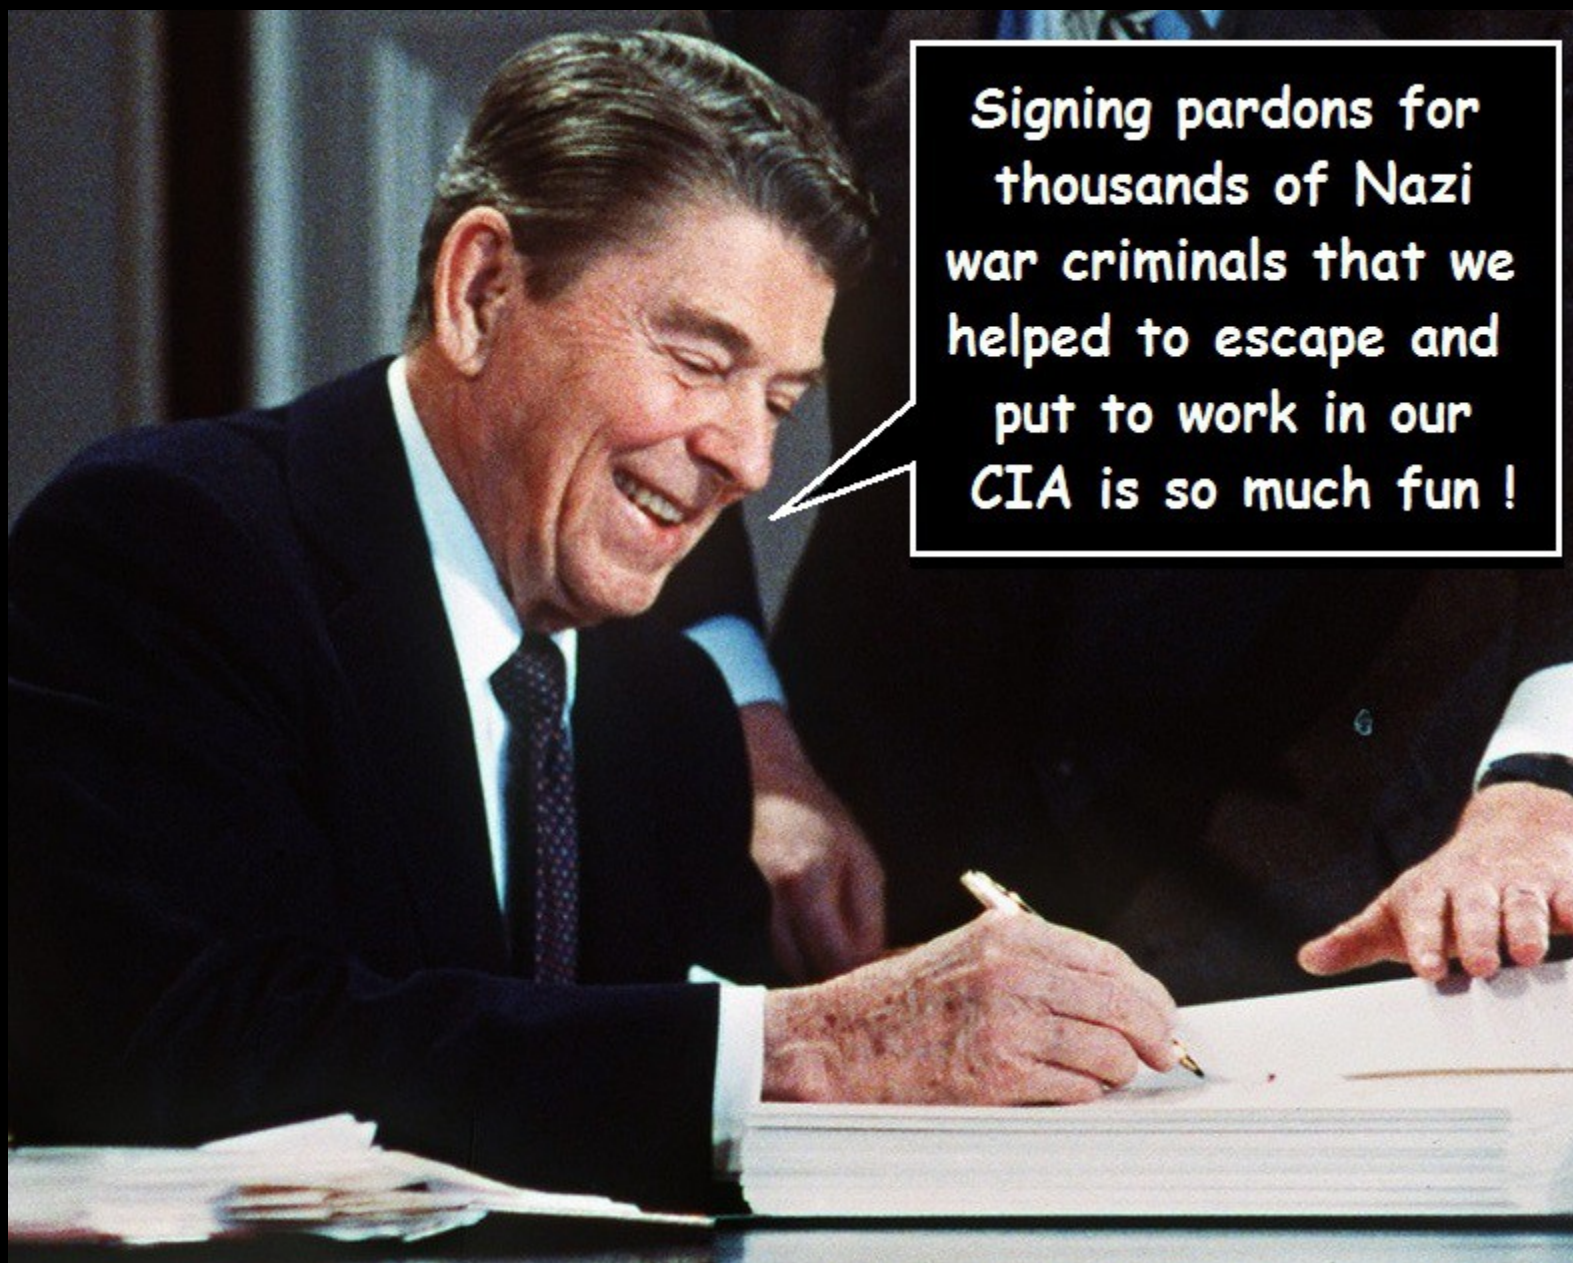 Signing pardons for
thousands of Nazi
war criminals that we
helped to escape and
put to work in our
CIA is so much fun !